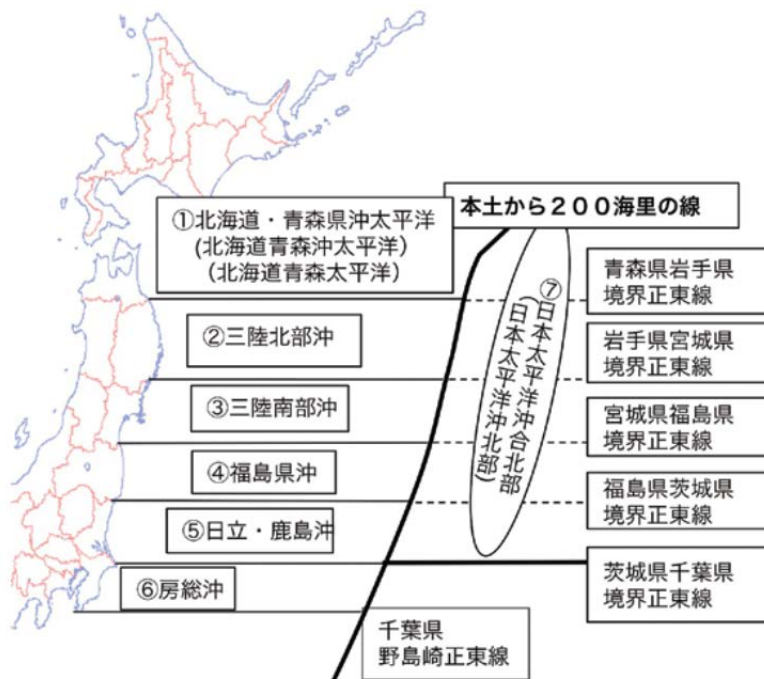 ①北海道・青森県沖太平洋
(北海道青森沖太平洋)
(北海道青森太平洋)
本土から200海里の線
②三陸北部沖
③三陸南部沖
④福島県沖
⑤日立・鹿島沖
⑥房総沖
⑦日本太平洋沖合北部
(日本太平洋沖北部)
青森県岩手県
境界正東線
岩手県宮城県
境界正東線
宮城県福島県
境界正東線
福島県茨城県
境界正東線
茨城県千葉県
境界正東線
千葉県
野島崎正東線